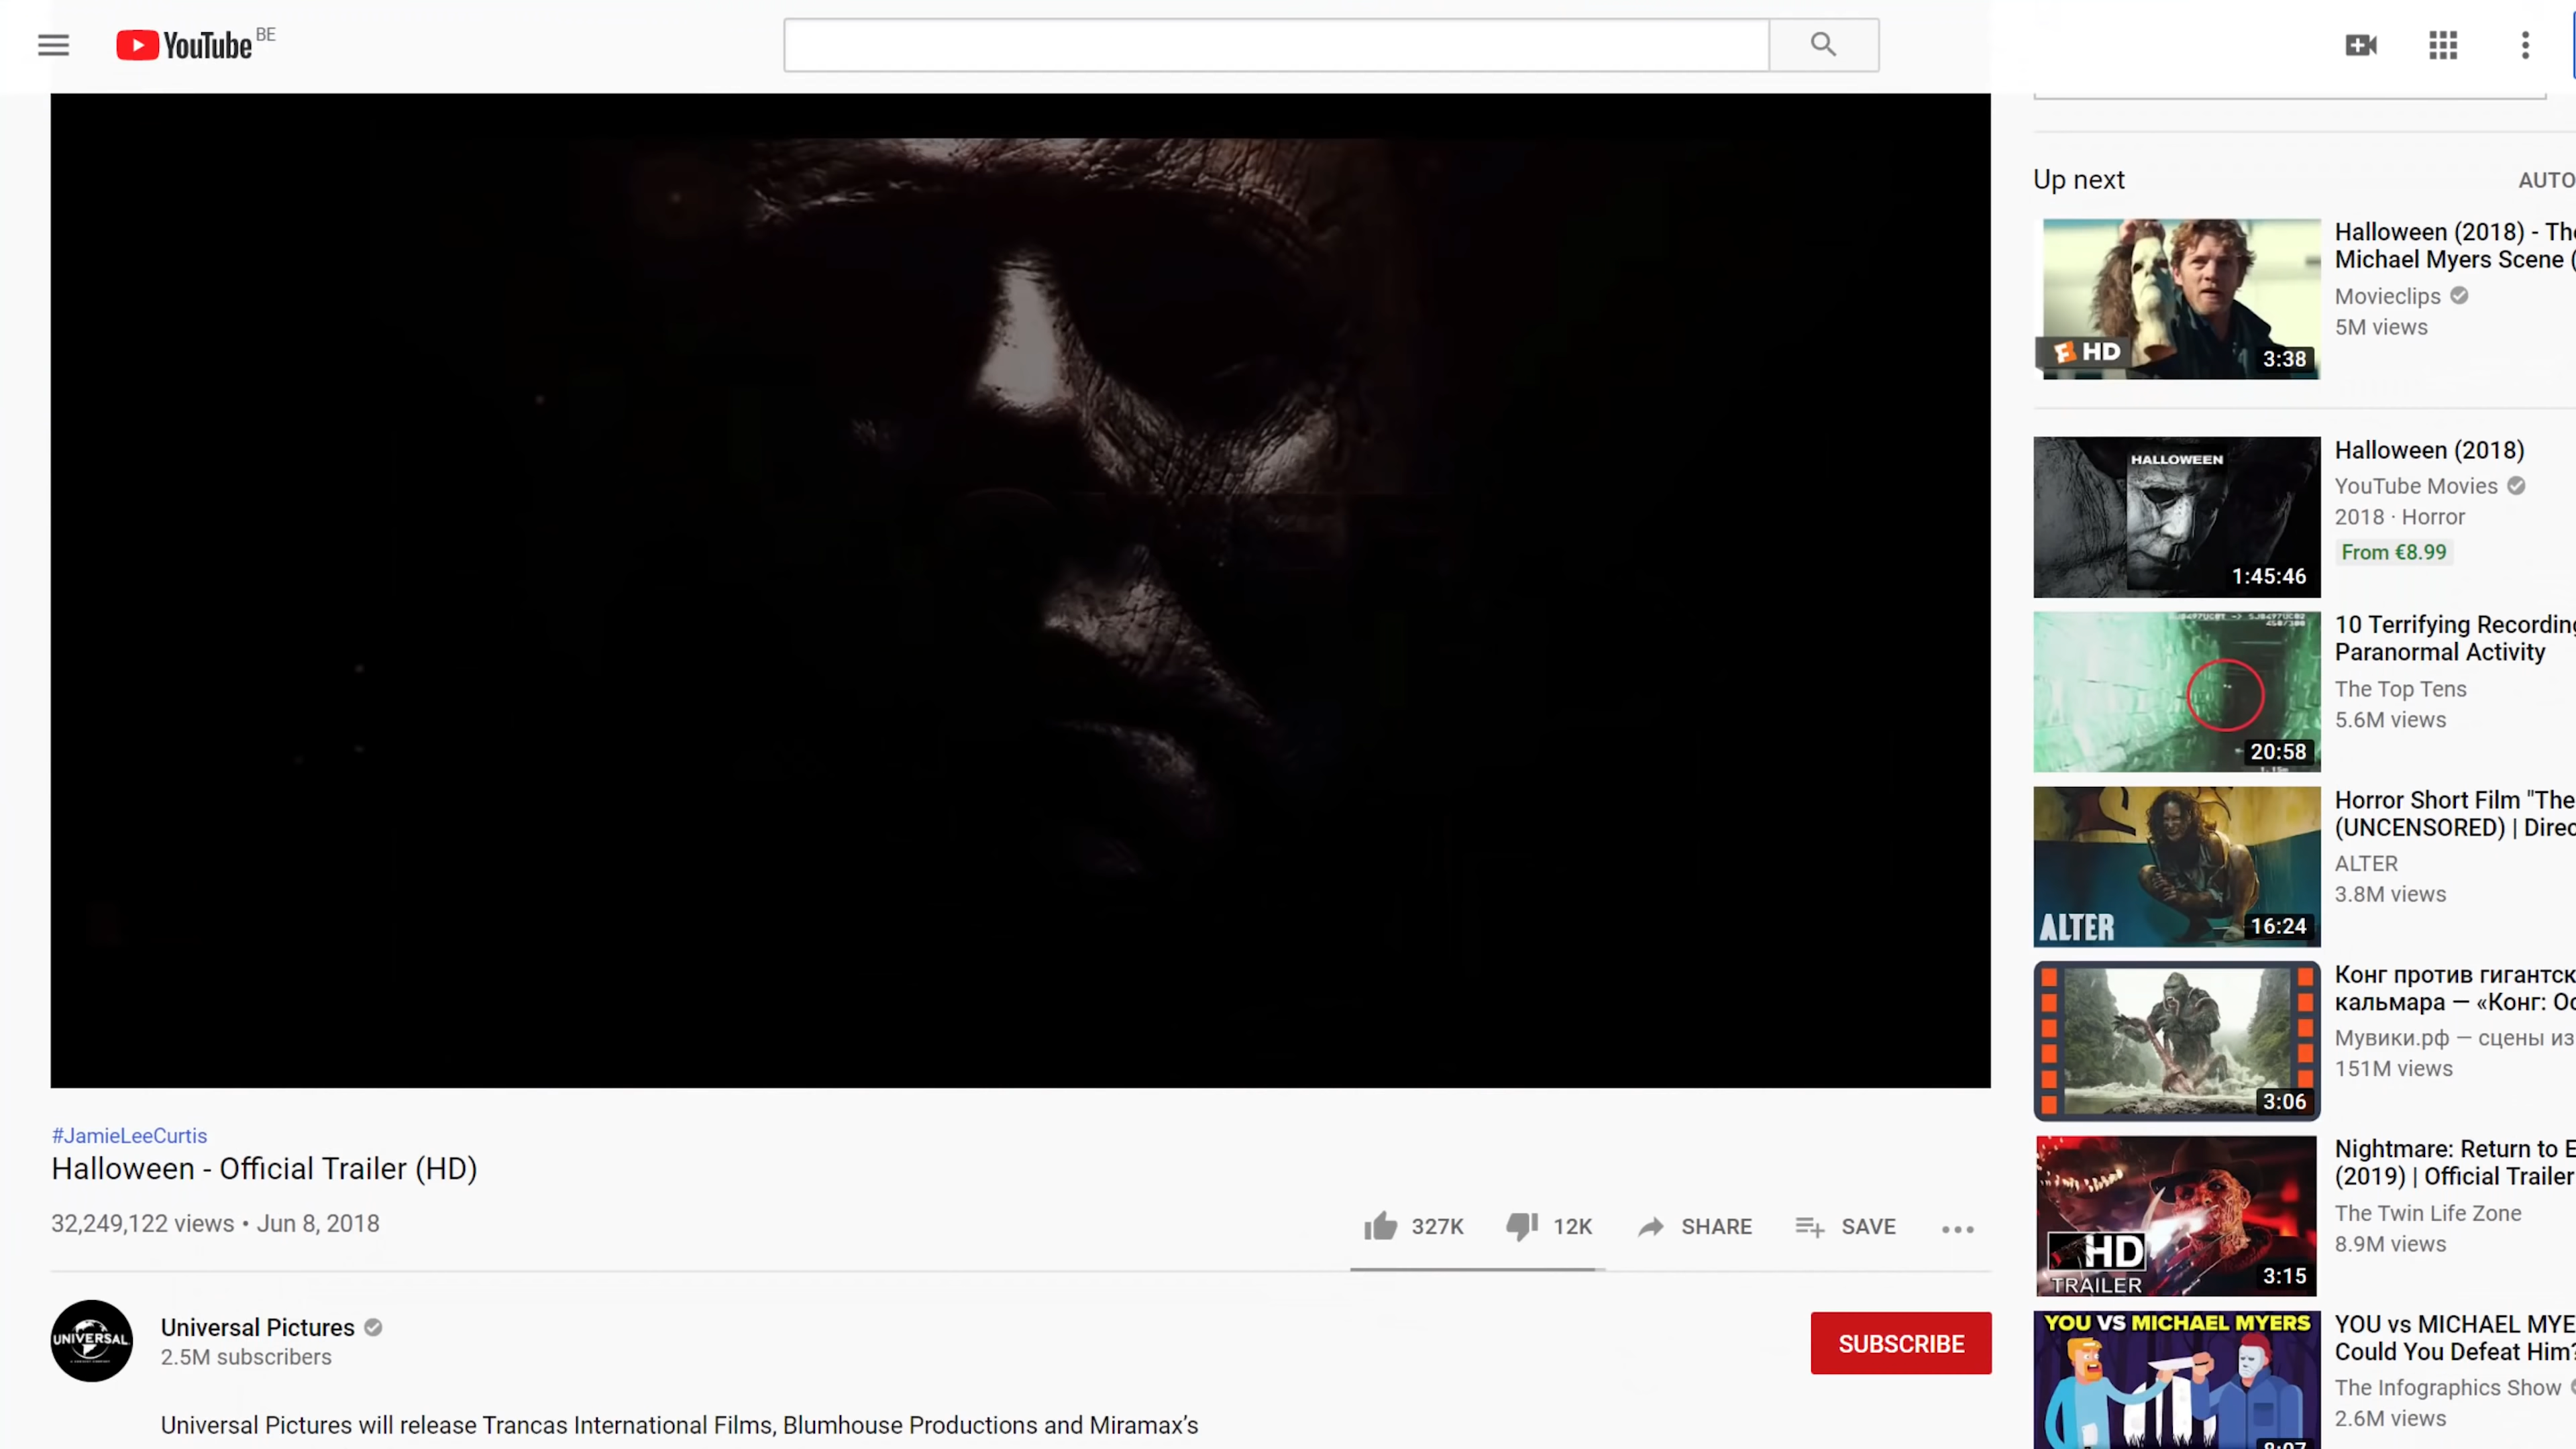 YouTube BE
#JamieLeeCurtis
Halloween - Official Trailer (HD)
32,249,122 views • Jun 8, 2018
327K
12K
SHARE
SAVE
UNIVERSAL
Universal Pictures
2.5M subscribers
SUBSCRIBE
Universal Pictures will release Trancas International Films, Blumhouse Productions and Miramax's
Up next
AUTO
HD
3:38
Halloween (2018) - The
Michael Myers Scene (
Movieclips
5M views
HALLOWEEN
1:45:46
Halloween (2018)
YouTube Movies
2018 · Horror
From €8.99
20:58
10 Terrifying Recording
Paranormal Activity
The Top Tens
5.6M views
ALTER
16:24
Horror Short Film "The
(UNCENSORED) | Direc
ALTER
3.8M views
3:06
Конг против гигантск
кальмара — «Конг: Ос
Мувики.рф — сцены из
151M views
HD
TRAILER
3:15
Nightmare: Return to E
(2019) | Official Trailer
The Twin Life Zone
8.9M views
YOU VS MICHAEL MYERS
YOU vs MICHAEL MYE
Could You Defeat Him?
The Infographics Show
2.6M views